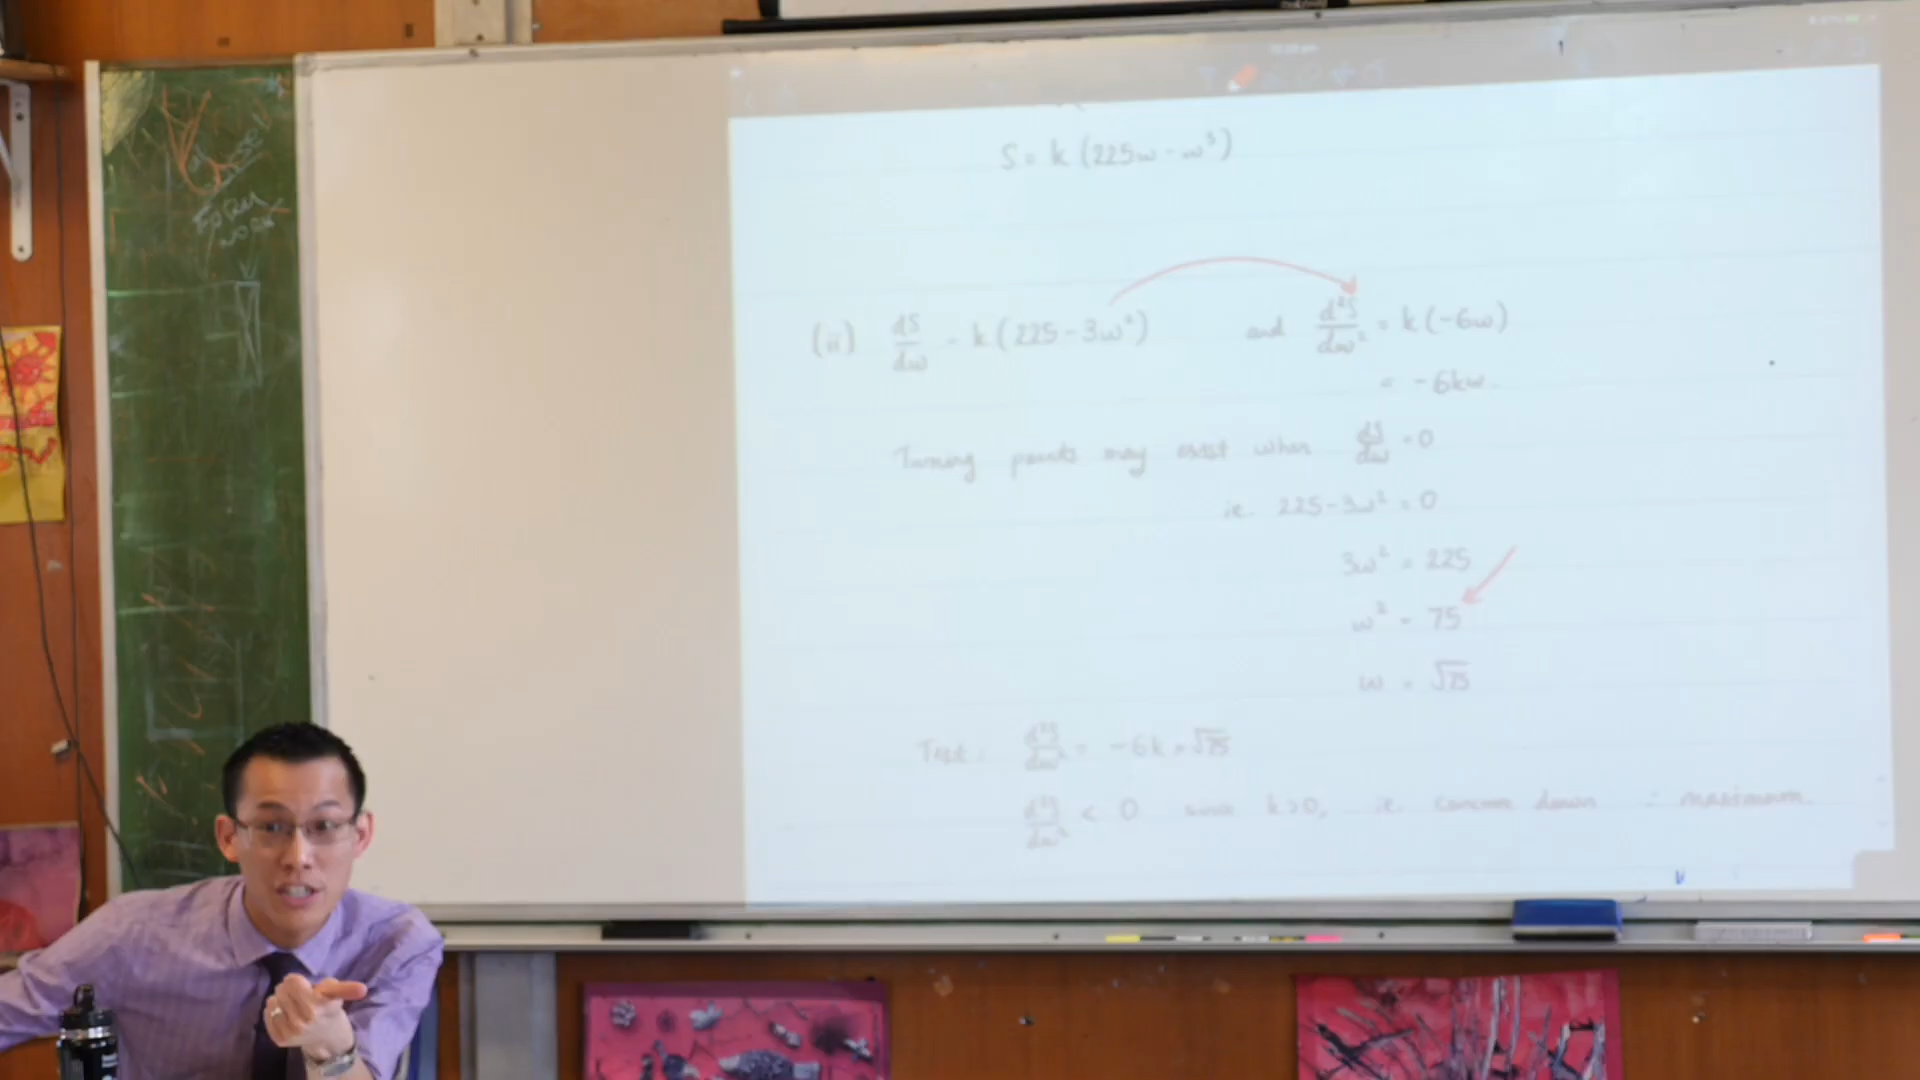 S = k (225w - w³)
(ii) dS/dw = k (225 - 3w²) and d²S/dw² = k (-6w)
= -6kw
Turning points may exist when dS/dw = 0
ie. 225 - 3w² = 0
3w² = 225
w² = 75
w = √75
Test: d²S/dw² = -6k × √75
d²S/dw² < 0 since k>0, ie. concave down ∴ maximum
FORM
WORK